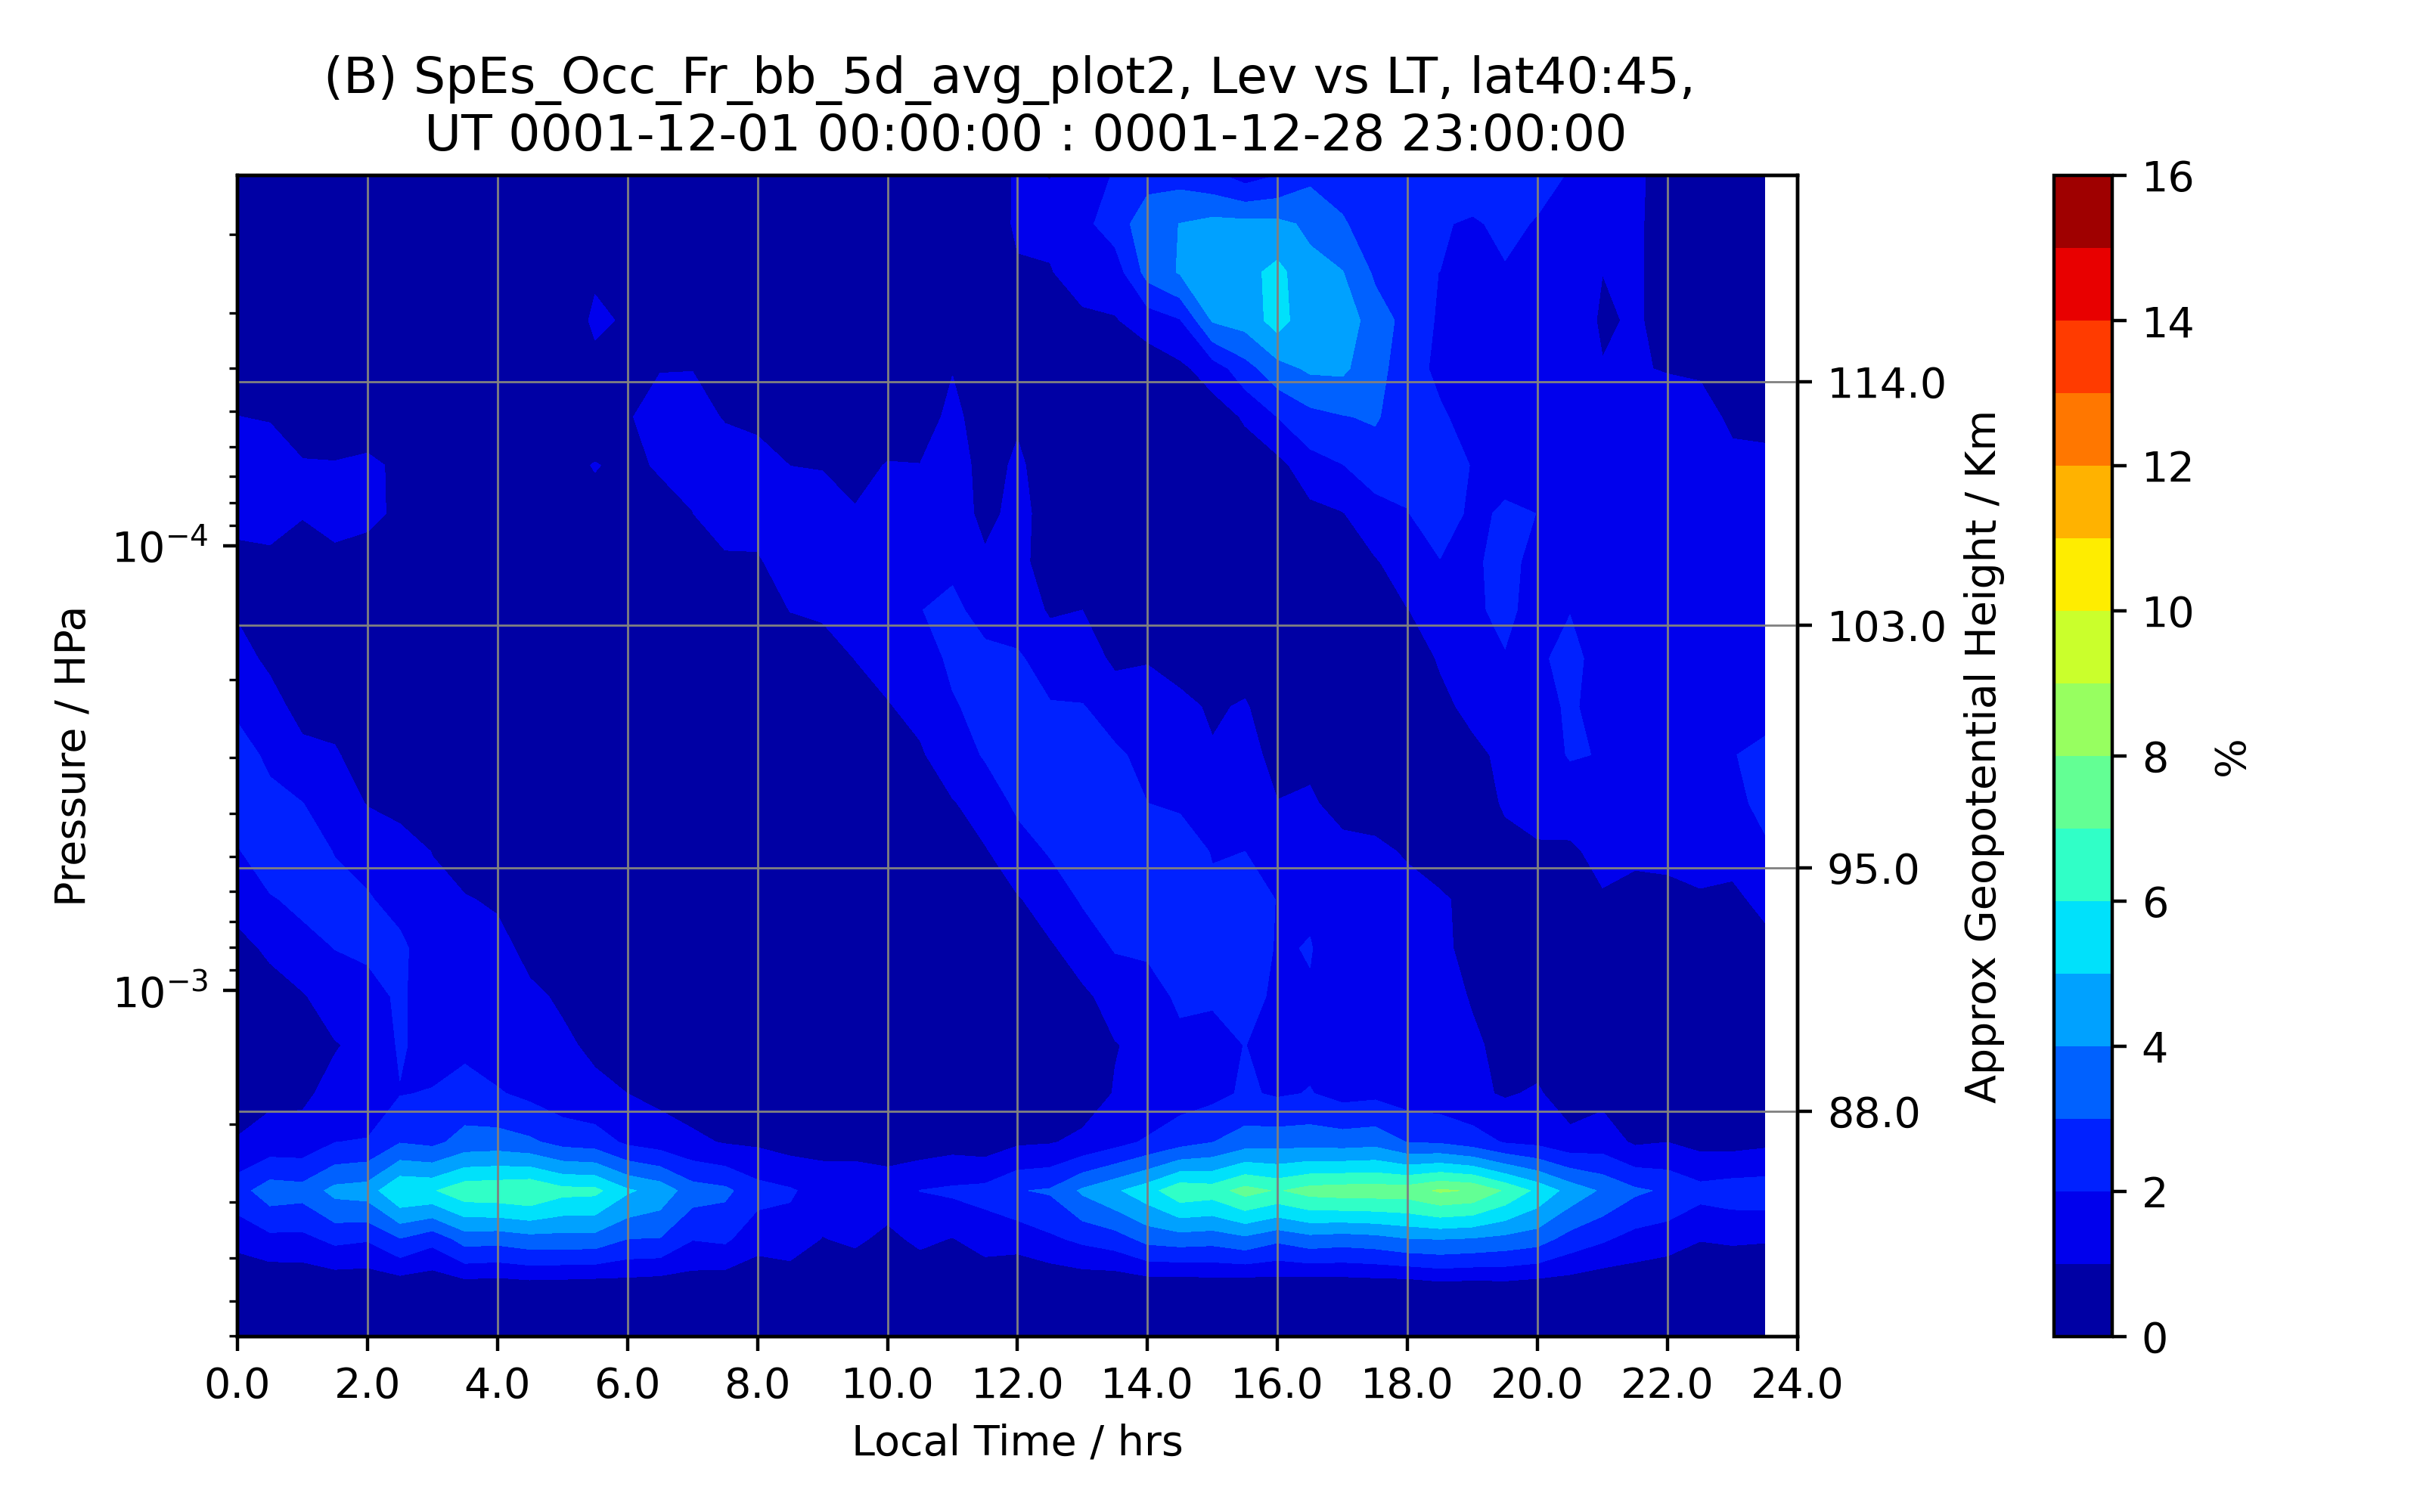 (B) SpEs_Occ_Fr_bb_5d_avg_plot2, Lev vs LT, lat40:45,
UT 0001-12-01 00:00:00 : 0001-12-28 23:00:00
Pressure / HPa
10⁻⁴
10⁻³
0.0 2.0 4.0 6.0 8.0 10.0 12.0 14.0 16.0 18.0 20.0 22.0 24.0
Local Time / hrs
114.0
103.0
95.0
88.0
Approx Geopotential Height / Km
16
14
12
10
8
6
4
2
0
%